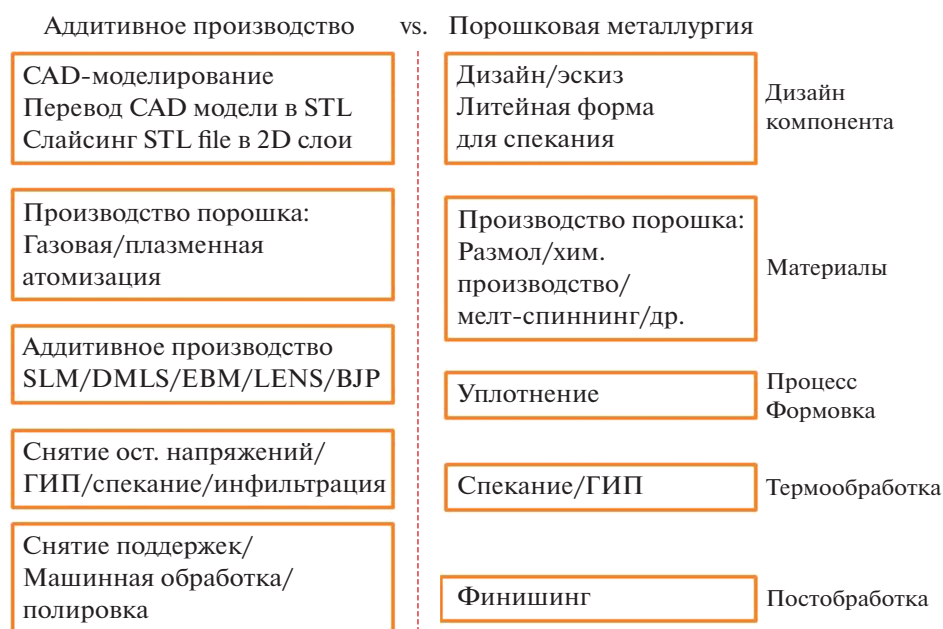 Аддитивное производство vs. Порошковая металлургия
CAD-моделирование
Перевод CAD модели в STL
Слайсинг STL file в 2D слои
Дизайн/эскиз
Литейная форма
для спекания
Дизайн
компонента
Производство порошка:
Газовая/плазменная
атомизация
Производство порошка:
Размол/хим.
производство/
мелт-спиннинг/др.
Материалы
Аддитивное производство
SLM/DMLS/EBM/LENS/BJP
Уплотнение
Процесс
Формовка
Снятие ост. напряжений/
ГИП/спекание/инфильтрация
Спекание/ГИП
Термообработка
Снятие поддержек/
Машинная обработка/
полировка
Финишинг
Постобработка